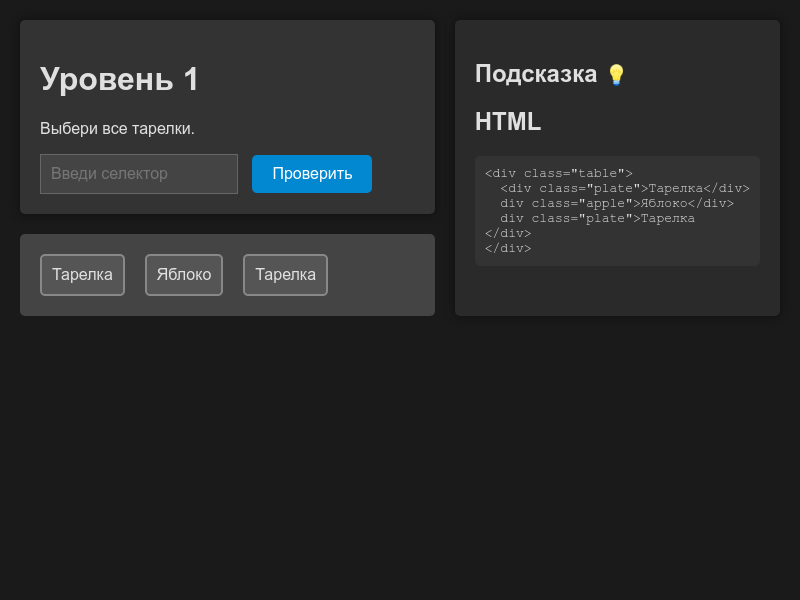 Уровень 1
Выбери все тарелки.
Введи селектор
Проверить
Тарелка
Яблоко
Тарелка
Подсказка 💡
HTML
<div class="table">
  <div class="plate">Тарелка</div>
  div class="apple">Яблоко</div>
  div class="plate">Тарелка
</div>
</div>